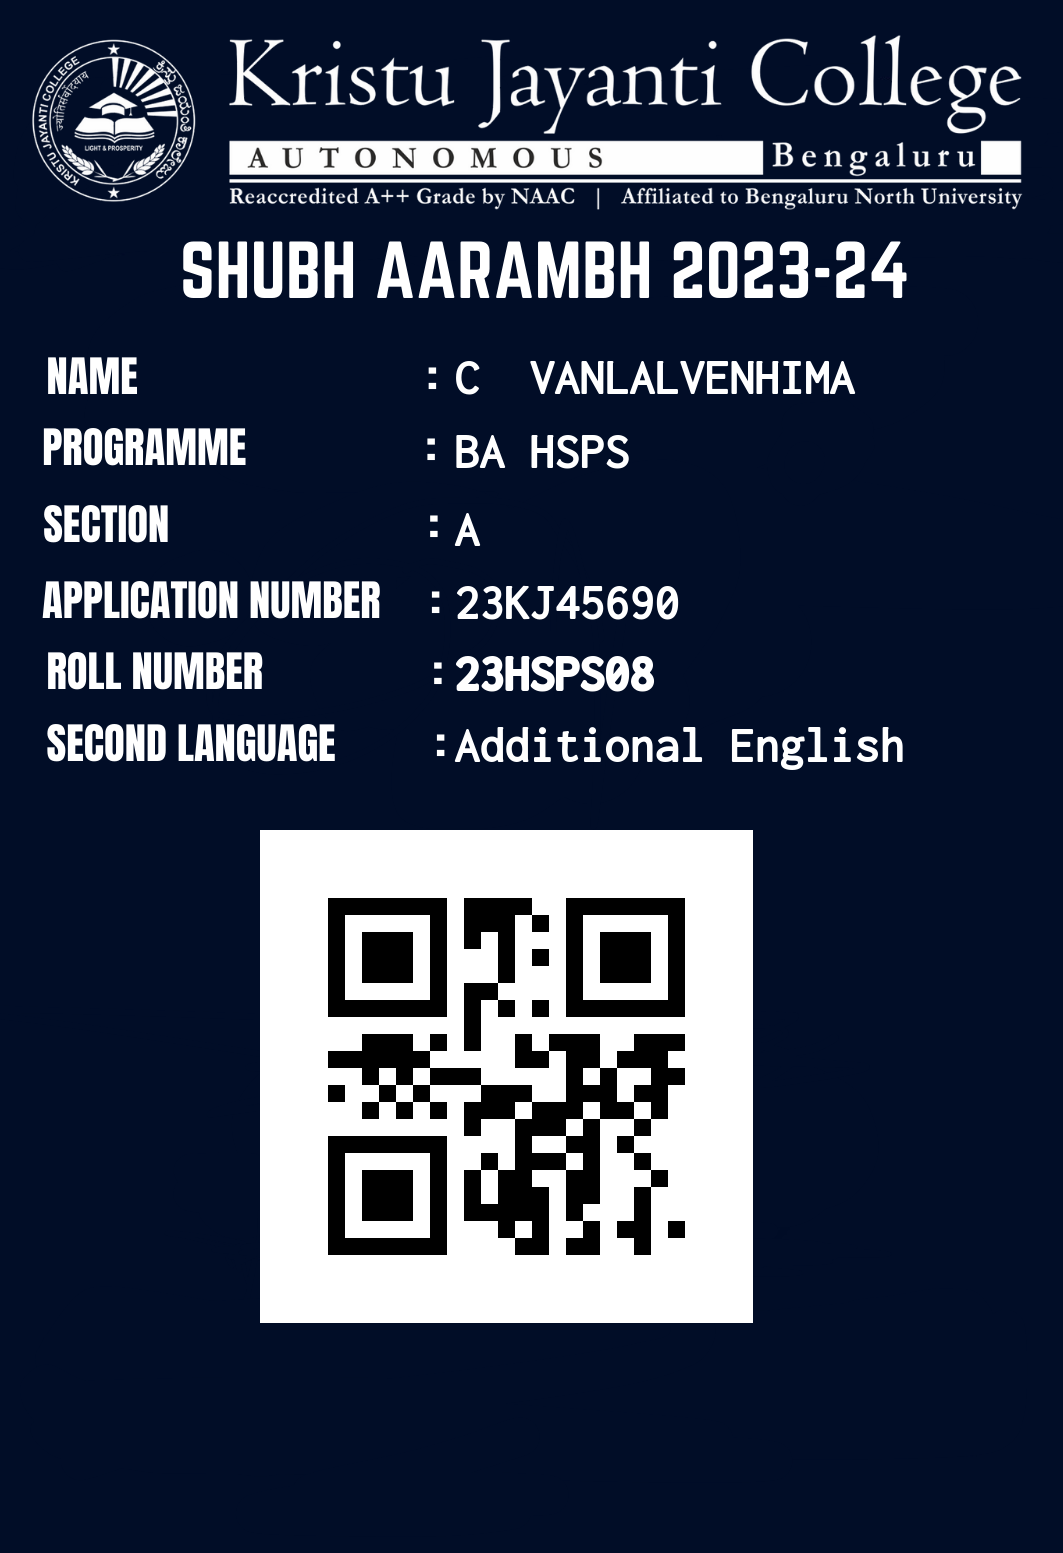 KRISTU JAYANTI COLLEGE
ಕ್ರಿಸ್ತು ಜಯಂತಿ ಕಾಲೇಜು
LIGHT & PROSPERITY
Kristu Jayanti College
AUTONOMOUS Bengaluru
Reaccredited A++ Grade by NAAC | Affiliated to Bengaluru North University
SHUBH AARAMBH 2023-24
NAME : C VANLALVENHIMA
PROGRAMME : BA HSPS
SECTION : A
APPLICATION NUMBER : 23KJ45690
ROLL NUMBER : 23HSPS08
SECOND LANGUAGE : Additional English